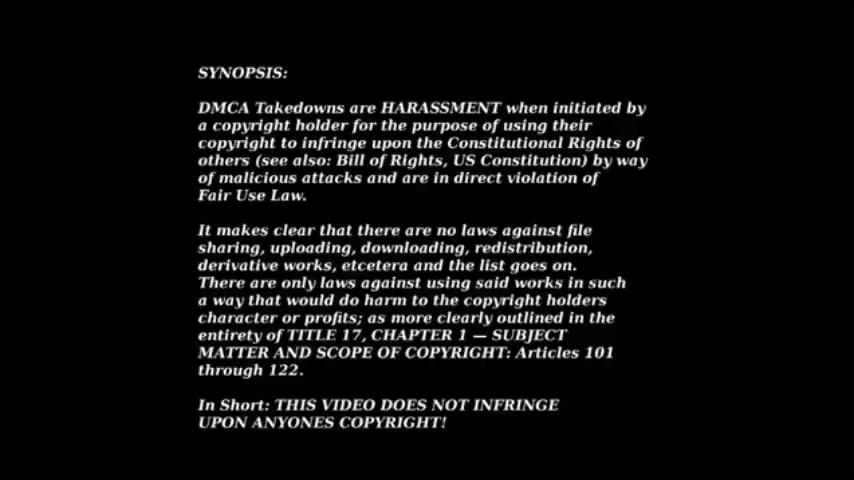 SYNOPSIS:
DMCA Takedowns are HARASSMENT when initiated by
a copyright holder for the purpose of using their
copyright to infringe upon the Constitutional Rights of
others (see also: Bill of Rights, US Constitution) by way
of malicious attacks and are in direct violation of
Fair Use Law.
It makes clear that there are no laws against file
sharing, uploading, downloading, redistribution,
derivative works, etcetera and the list goes on.
There are only laws against using said works in such
a way that would do harm to the copyright holders
character or profits; as more clearly outlined in the
entirety of TITLE 17, CHAPTER 1 — SUBJECT
MATTER AND SCOPE OF COPYRIGHT: Articles 101
through 122.
In Short: THIS VIDEO DOES NOT INFRINGE
UPON ANYONES COPYRIGHT!